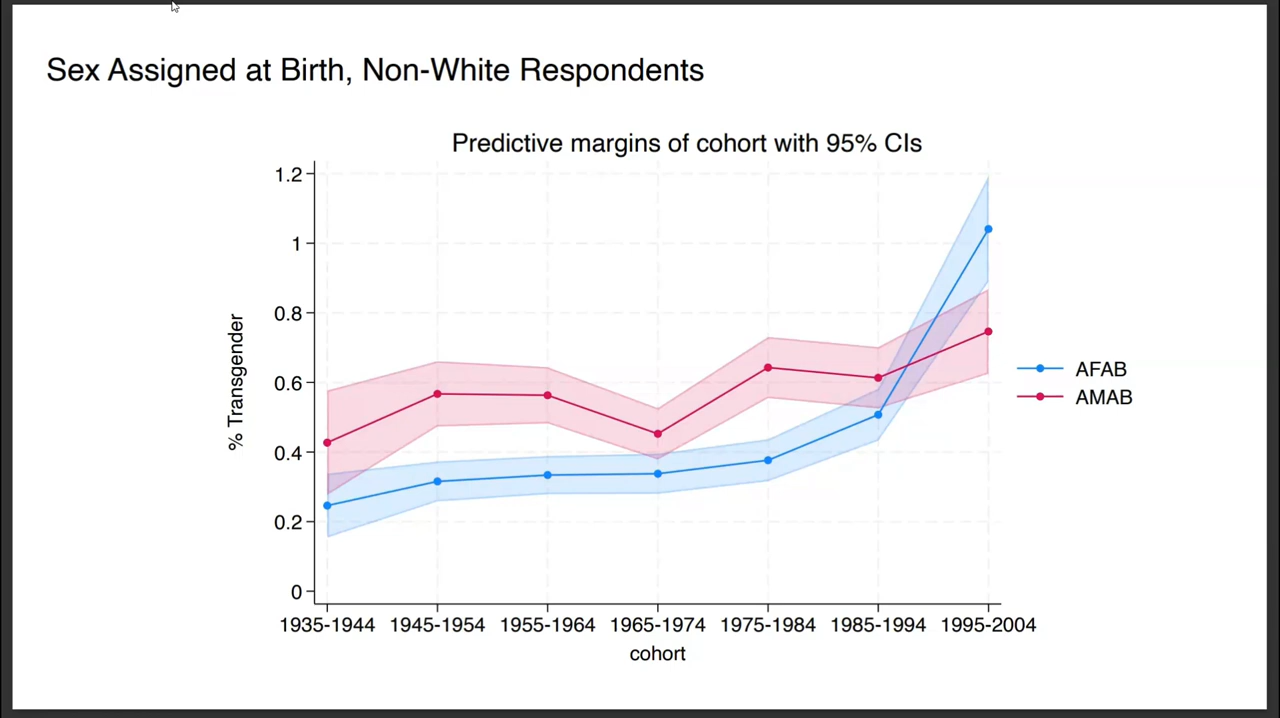 Sex Assigned at Birth, Non-White Respondents
Predictive margins of cohort with 95% CIs
1.2
1
0.8
0.6
0.4
0.2
0
% Transgender
1935-1944 1945-1954 1955-1964 1965-1974 1975-1984 1985-1994 1995-2004
cohort
AFAB
AMAB